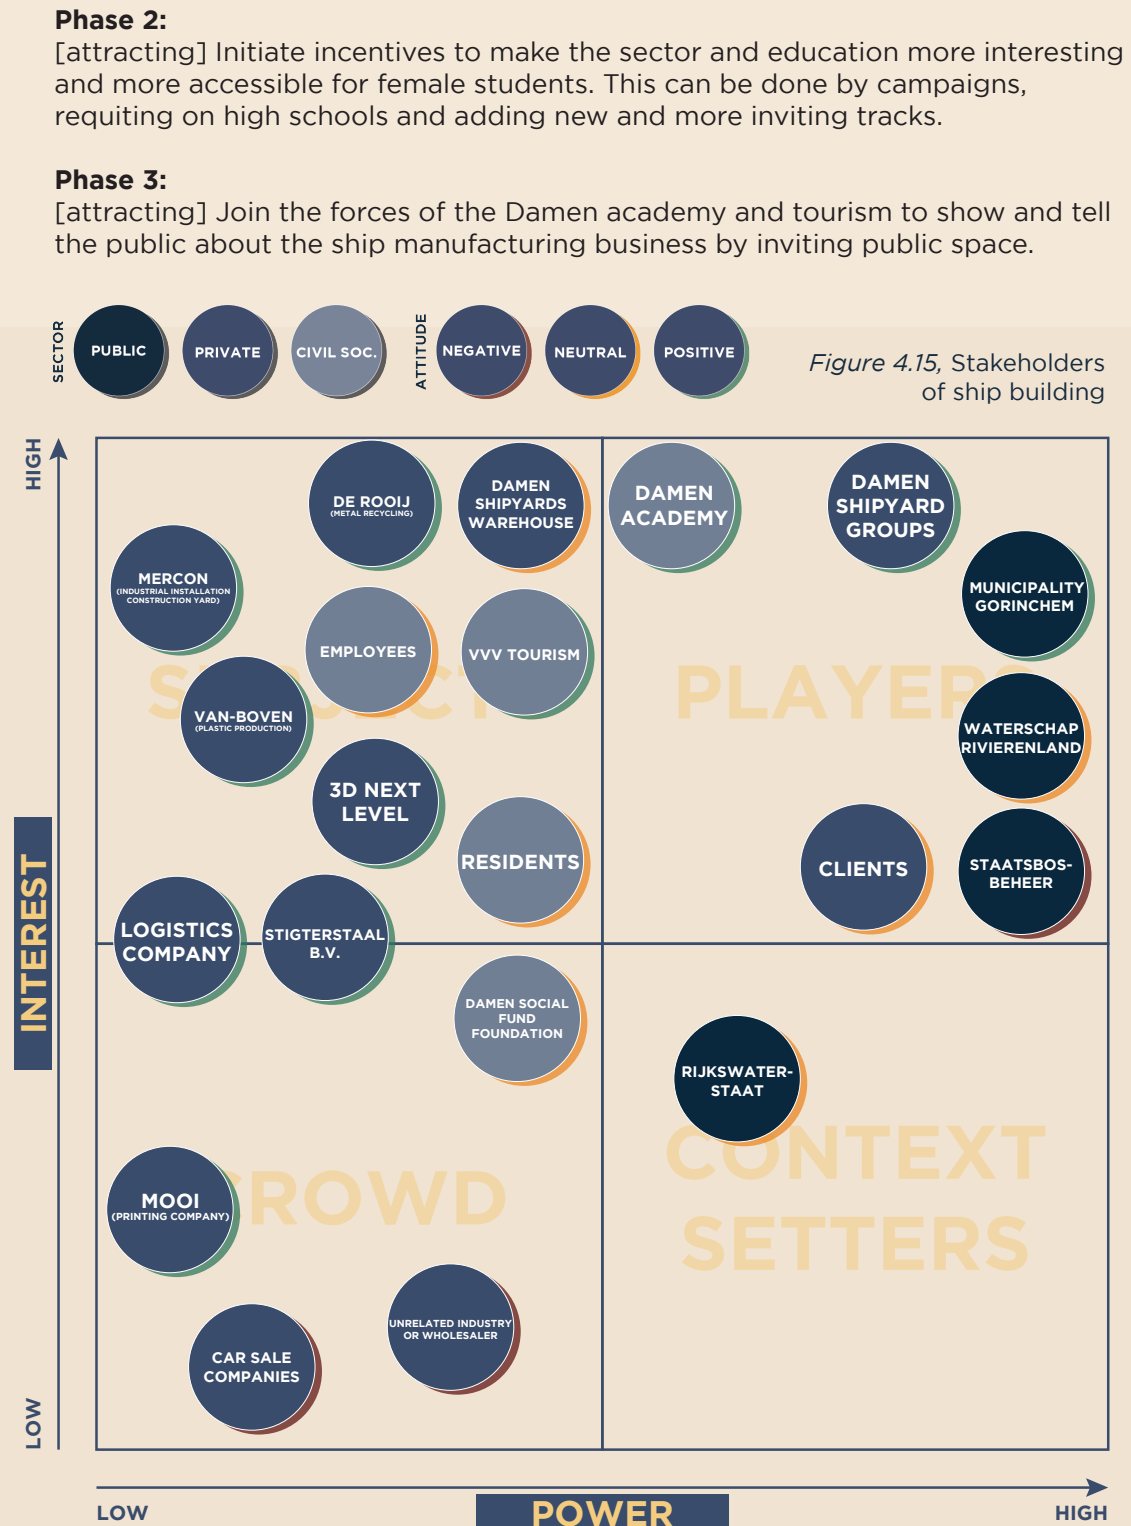 Phase 2:
[attracting] Initiate incentives to make the sector and education more interesting
and more accessible for female students. This can be done by campaigns,
requiting on high schools and adding new and more inviting tracks.
Phase 3:
[attracting] Join the forces of the Damen academy and tourism to show and tell
the public about the ship manufacturing business by inviting public space.
SECTOR
PUBLIC
PRIVATE
CIVIL SOC.
ATTITUDE
NEGATIVE
NEUTRAL
POSITIVE
Figure 4.15, Stakeholders
of ship building
HIGH
DE ROOIJ
(METAL RECYCLING)
DAMEN
SHIPYARDS
WAREHOUSE
DAMEN
ACADEMY
DAMEN
SHIPYARD
GROUPS
MERCON
(INDUSTRIAL INSTALLATION
CONSTRUCTION YARD)
MUNICIPALITY
GORINCHEM
EMPLOYEES
VVV TOURISM
PLAYERS
VAN-BOVEN
(PLASTIC PRODUCTION)
WATERSCHAP
RIVIERENLAND
3D NEXT
LEVEL
RESIDENTS
CLIENTS
STAATSBOS-
BEHEER
INTEREST
LOGISTICS
COMPANY
STIGTERSTAAL
B.V.
DAMEN SOCIAL
FUND
FOUNDATION
RIJKSWATER-
STAAT
CONTEXT
SETTERS
CROWD
MOOI
(PRINTING COMPANY)
UNRELATED INDUSTRY
OR WHOLESALER
CAR SALE
COMPANIES
LOW
LOW
POWER
HIGH